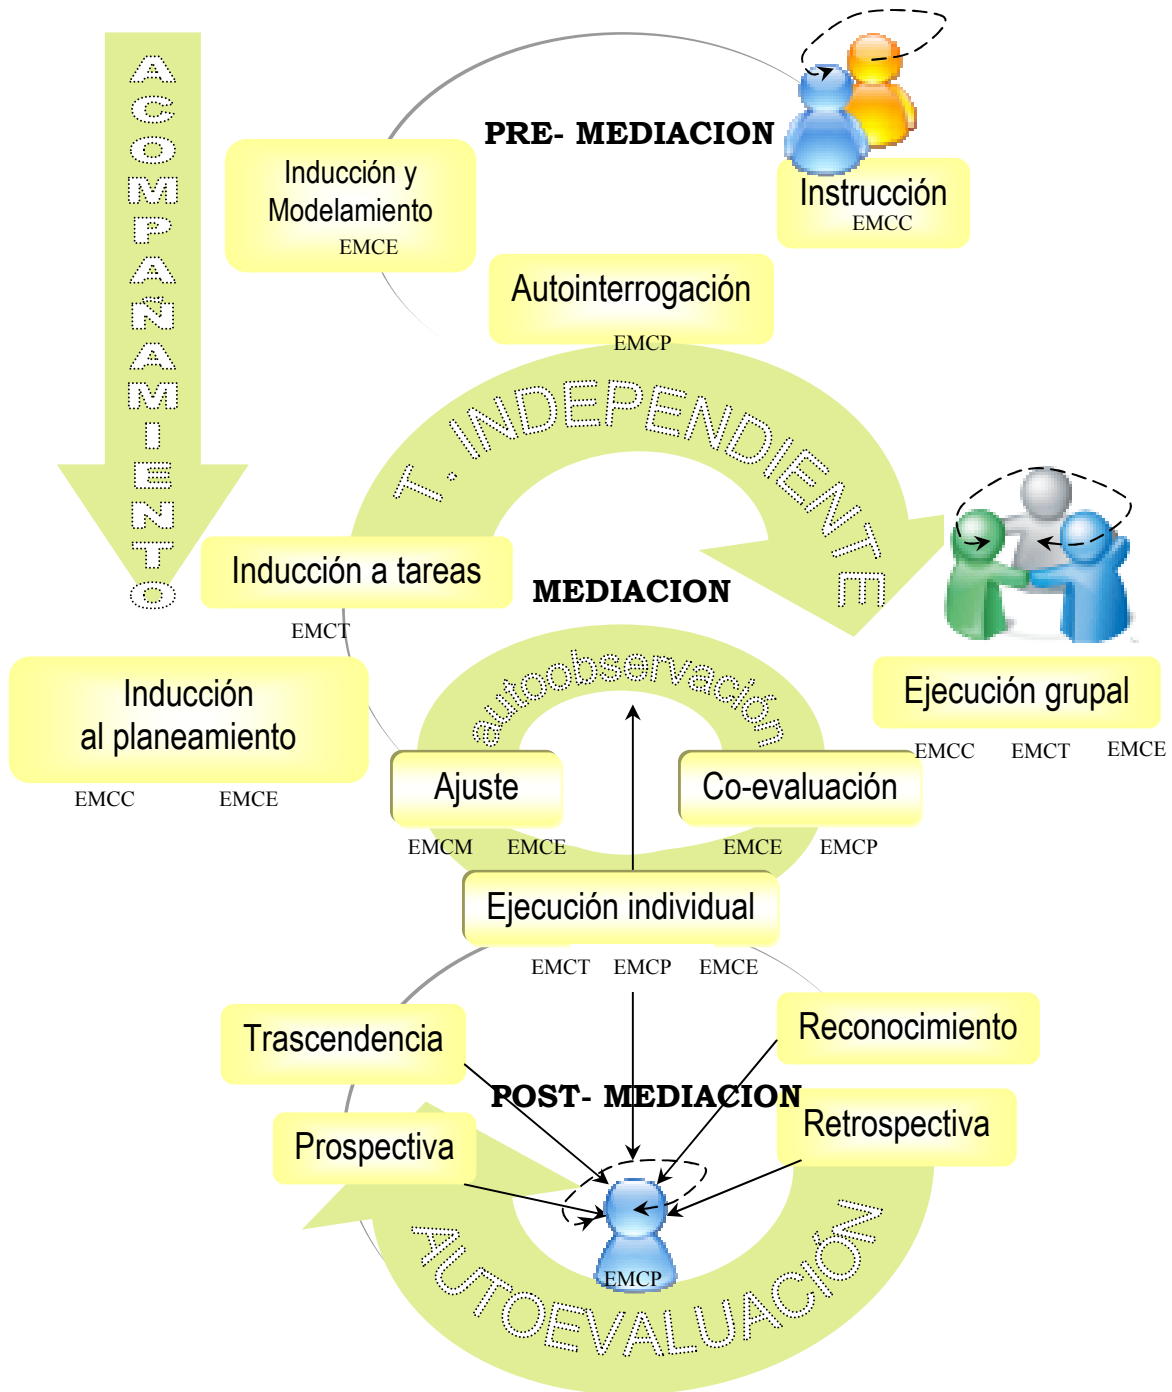 ACOMPAÑAMIENTO
PRE- MEDIACION
Inducción y
Modelamiento
EMCE
Instrucción
EMCC
Autointerrogación
EMCP
T. INDEPENDIENTE
Inducción a tareas
EMCT
MEDIACION
Inducción
al planeamiento
EMCC EMCE
Ejecución grupal
EMCC EMCT EMCE
autoobservación
Ajuste
EMCM EMCE
Co-evaluación
EMCE EMCP
Ejecución individual
EMCT EMCP EMCE
Trascendencia
Reconocimiento
POST- MEDIACION
Prospectiva
Retrospectiva
EMCP
AUTOEVALUACIÓN